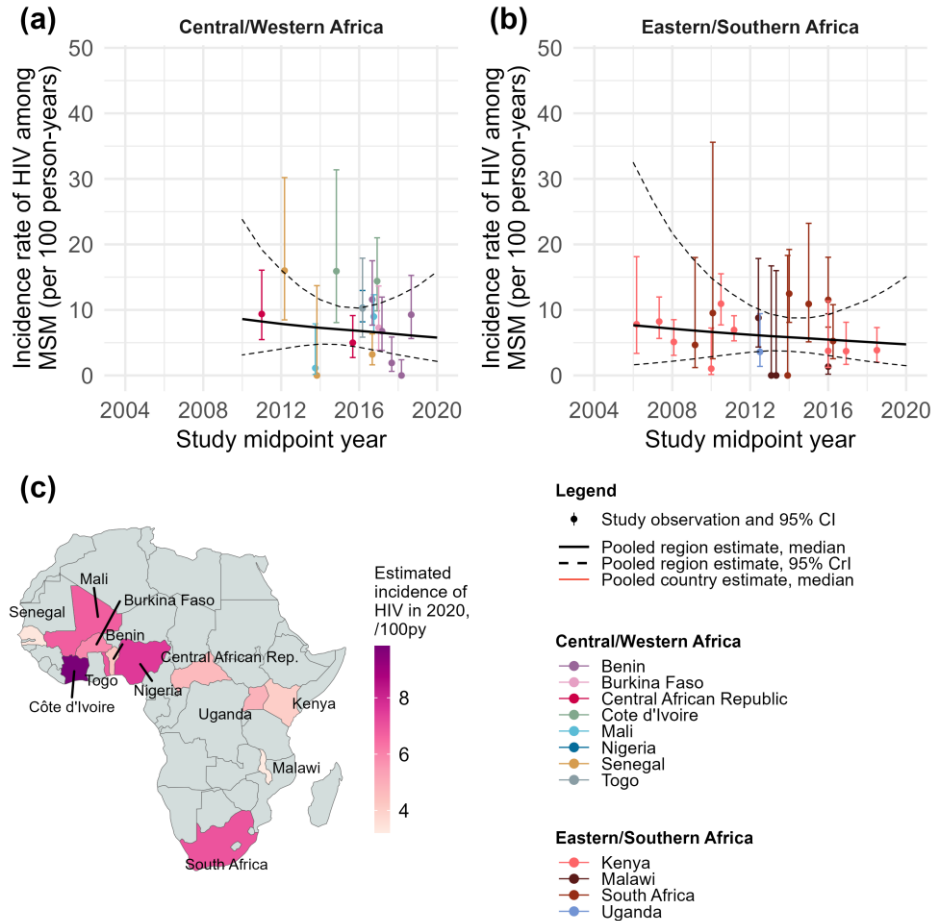 (a)
Central/Western Africa
Incidence rate of HIV among
MSM (per 100 person-years)
50
40
30
20
10
0
2004 2008 2012 2016 2020
Study midpoint year
(b)
Eastern/Southern Africa
Incidence rate of HIV among
MSM (per 100 person-years)
50
40
30
20
10
0
2004 2008 2012 2016 2020
Study midpoint year
(c)
Mali
Burkina Faso
Senegal
Benin
Central African Rep.
Togo
Nigeria
Côte d'Ivoire
Uganda
Kenya
Malawi
South Africa
Estimated
incidence of
HIV in 2020,
/100py
8
6
4
Legend
Study observation and 95% CI
Pooled region estimate, median
Pooled region estimate, 95% CrI
Pooled country estimate, median
Central/Western Africa
Benin
Burkina Faso
Central African Republic
Cote d'Ivoire
Mali
Nigeria
Senegal
Togo
Eastern/Southern Africa
Kenya
Malawi
South Africa
Uganda